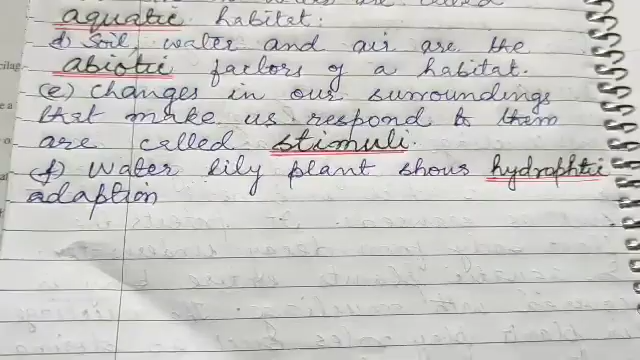 aquatic habitat.
d) Soil, water and air are the
abiotic factors of a habitat.
(e) Changes in our surroundings
that make us respond to them
are called stimuli.
(f) Water lily plant shows hydrophtic
adaption